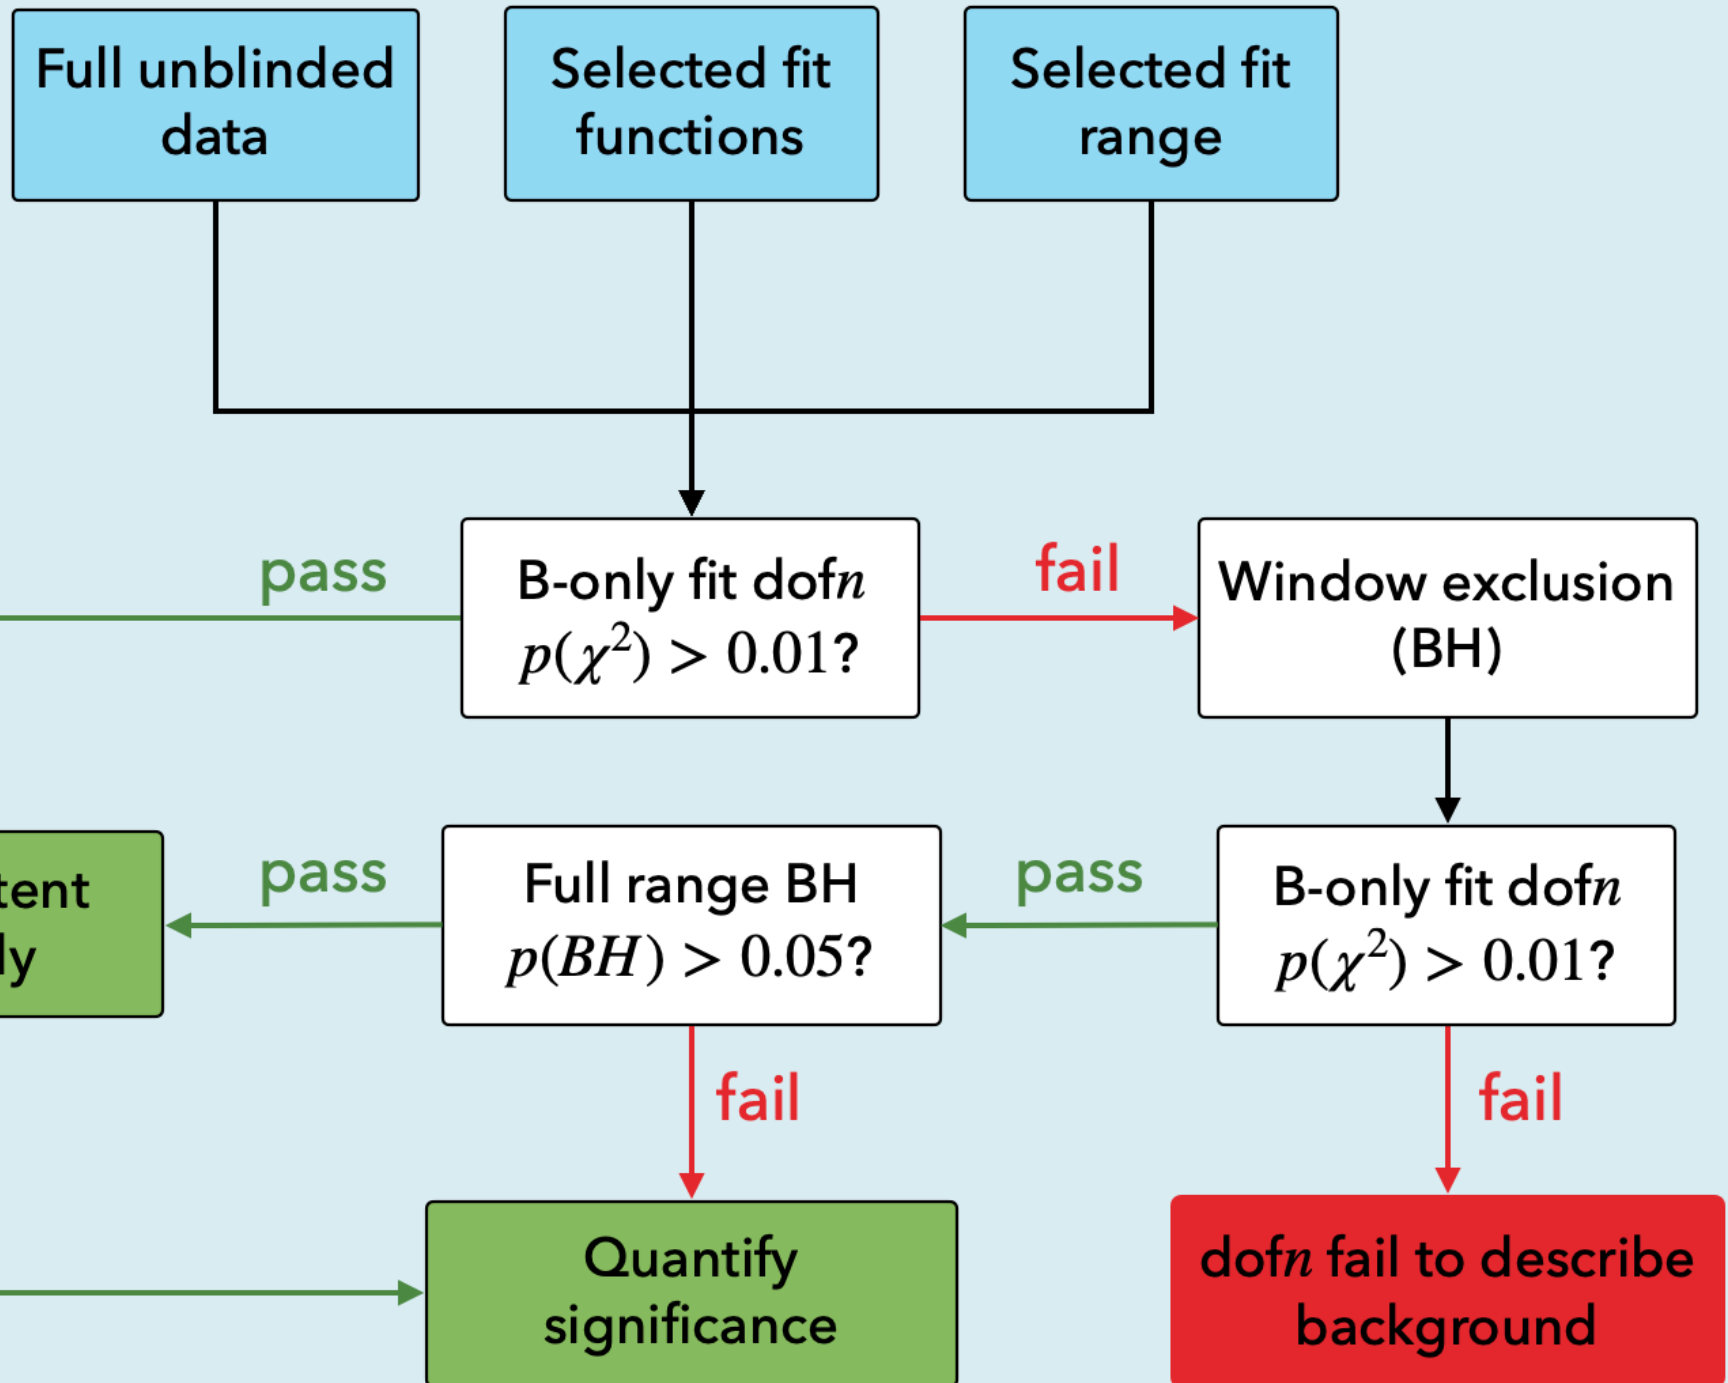 Full unblinded
data
Selected fit
functions
Selected fit
range
pass
B-only fit dofn
p(χ²) > 0.01?
fail
Window exclusion
(BH)
pass
Full range BH
p(BH) > 0.05?
pass
B-only fit dofn
p(χ²) > 0.01?
fail
fail
Quantify
significance
dofn fail to describe
background